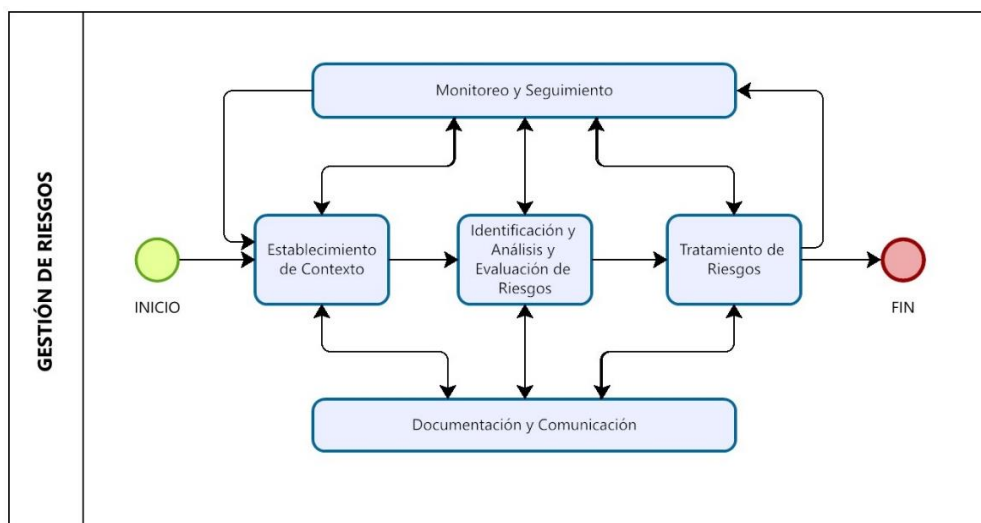 GESTIÓN DE RIESGOS
Monitoreo y Seguimiento
INICIO
Establecimiento
de Contexto
Identificación y
Análisis y
Evaluación de
Riesgos
Tratamiento de
Riesgos
FIN
Documentación y Comunicación